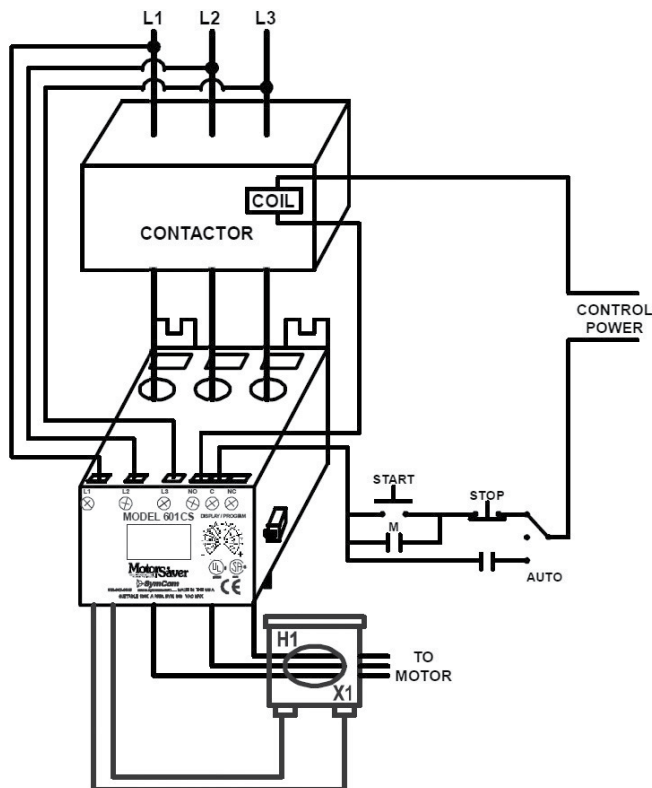 L1 L2 L3
COIL
CONTACTOR
CONTROL
POWER
START
STOP
M
AUTO
L1 L2 L3 NO C NC
MODEL 601CS DISPLAY / PROGRAM
- +
UL
MotorSaver
SymCom
CE
H1
X1
TO
MOTOR